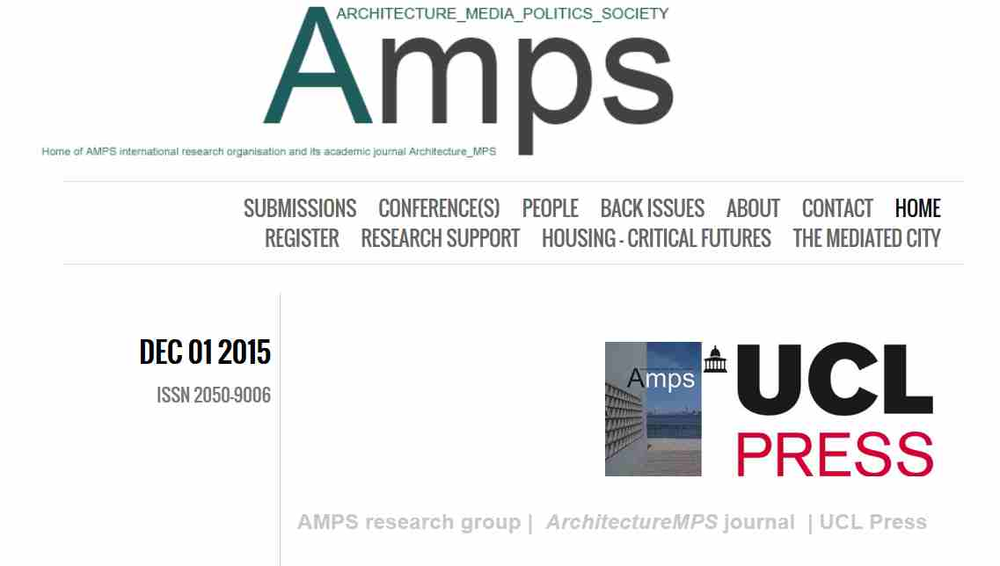 ARCHITECTURE_MEDIA_POLITICS_SOCIETY
Amps
Home of AMPS international research organisation and its academic journal Architecture_MPS
SUBMISSIONS CONFERENCE(S) PEOPLE BACK ISSUES ABOUT CONTACT HOME
REGISTER RESEARCH SUPPORT HOUSING - CRITICAL FUTURES THE MEDIATED CITY
DEC 01 2015
ISSN 2050-9006
Amps
UCL
PRESS
AMPS research group | ArchitectureMPS journal | UCL Press